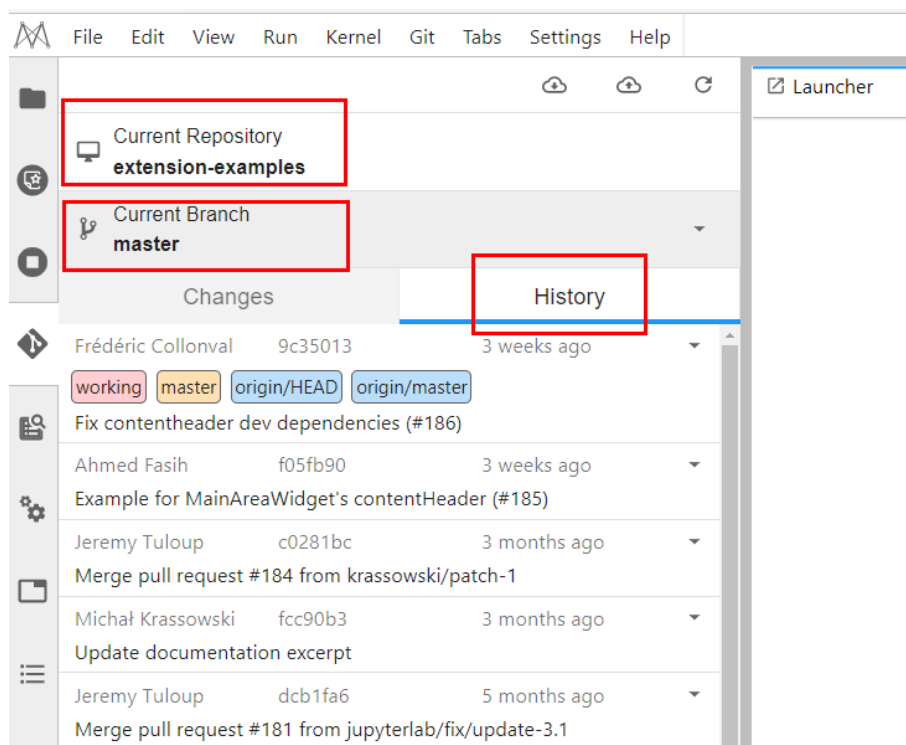 File Edit View Run Kernel Git Tabs Settings Help
Launcher
Current Repository
extension-examples
Current Branch
master
Changes History
Frédéric Collonval 9c35013 3 weeks ago
working master origin/HEAD origin/master
Fix contentheader dev dependencies (#186)
Ahmed Fasih f05fb90 3 weeks ago
Example for MainAreaWidget's contentHeader (#185)
Jeremy Tuloup c0281bc 3 months ago
Merge pull request #184 from krassowski/patch-1
Michał Krassowski fcc90b3 3 months ago
Update documentation excerpt
Jeremy Tuloup dcb1fa6 5 months ago
Merge pull request #181 from jupyterlab/fix/update-3.1